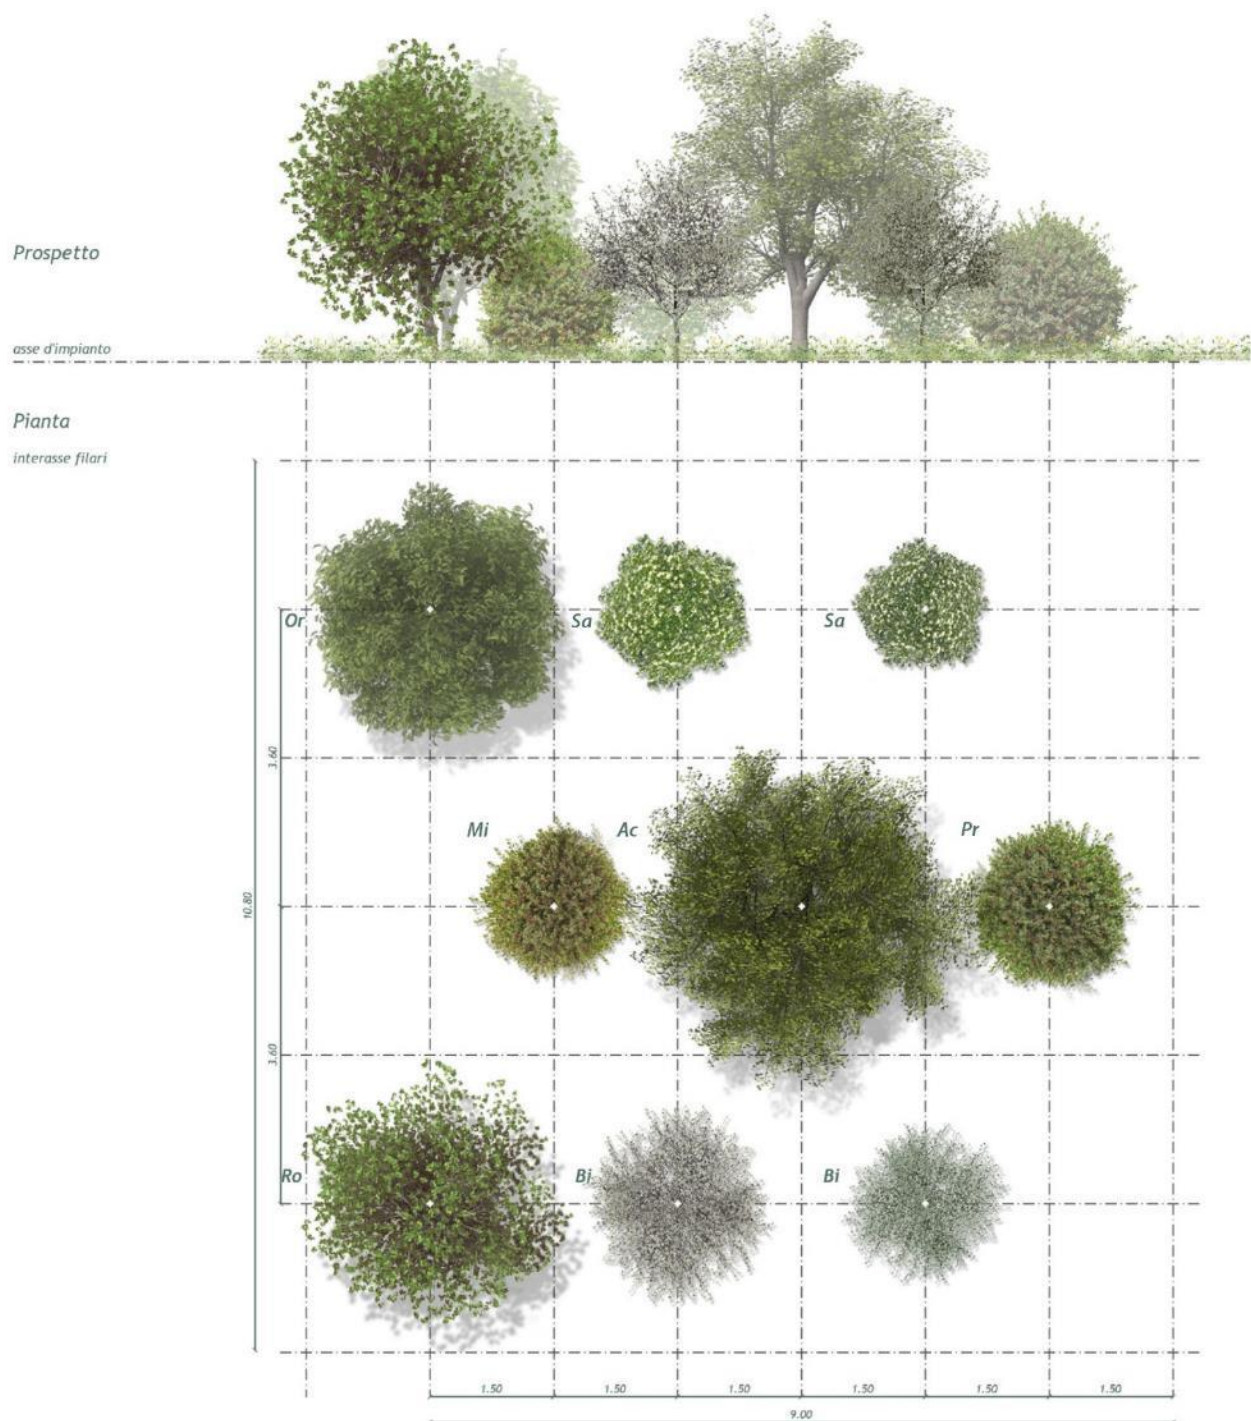 Prospetto
asse d'impianto
Pianta
interasse filari
Or
Sa
Sa
3.60
Mi
Ac
Pr
10.80
3.60
Ro
Bi
Bi
1.50
1.50
1.50
1.50
1.50
1.50
9.00